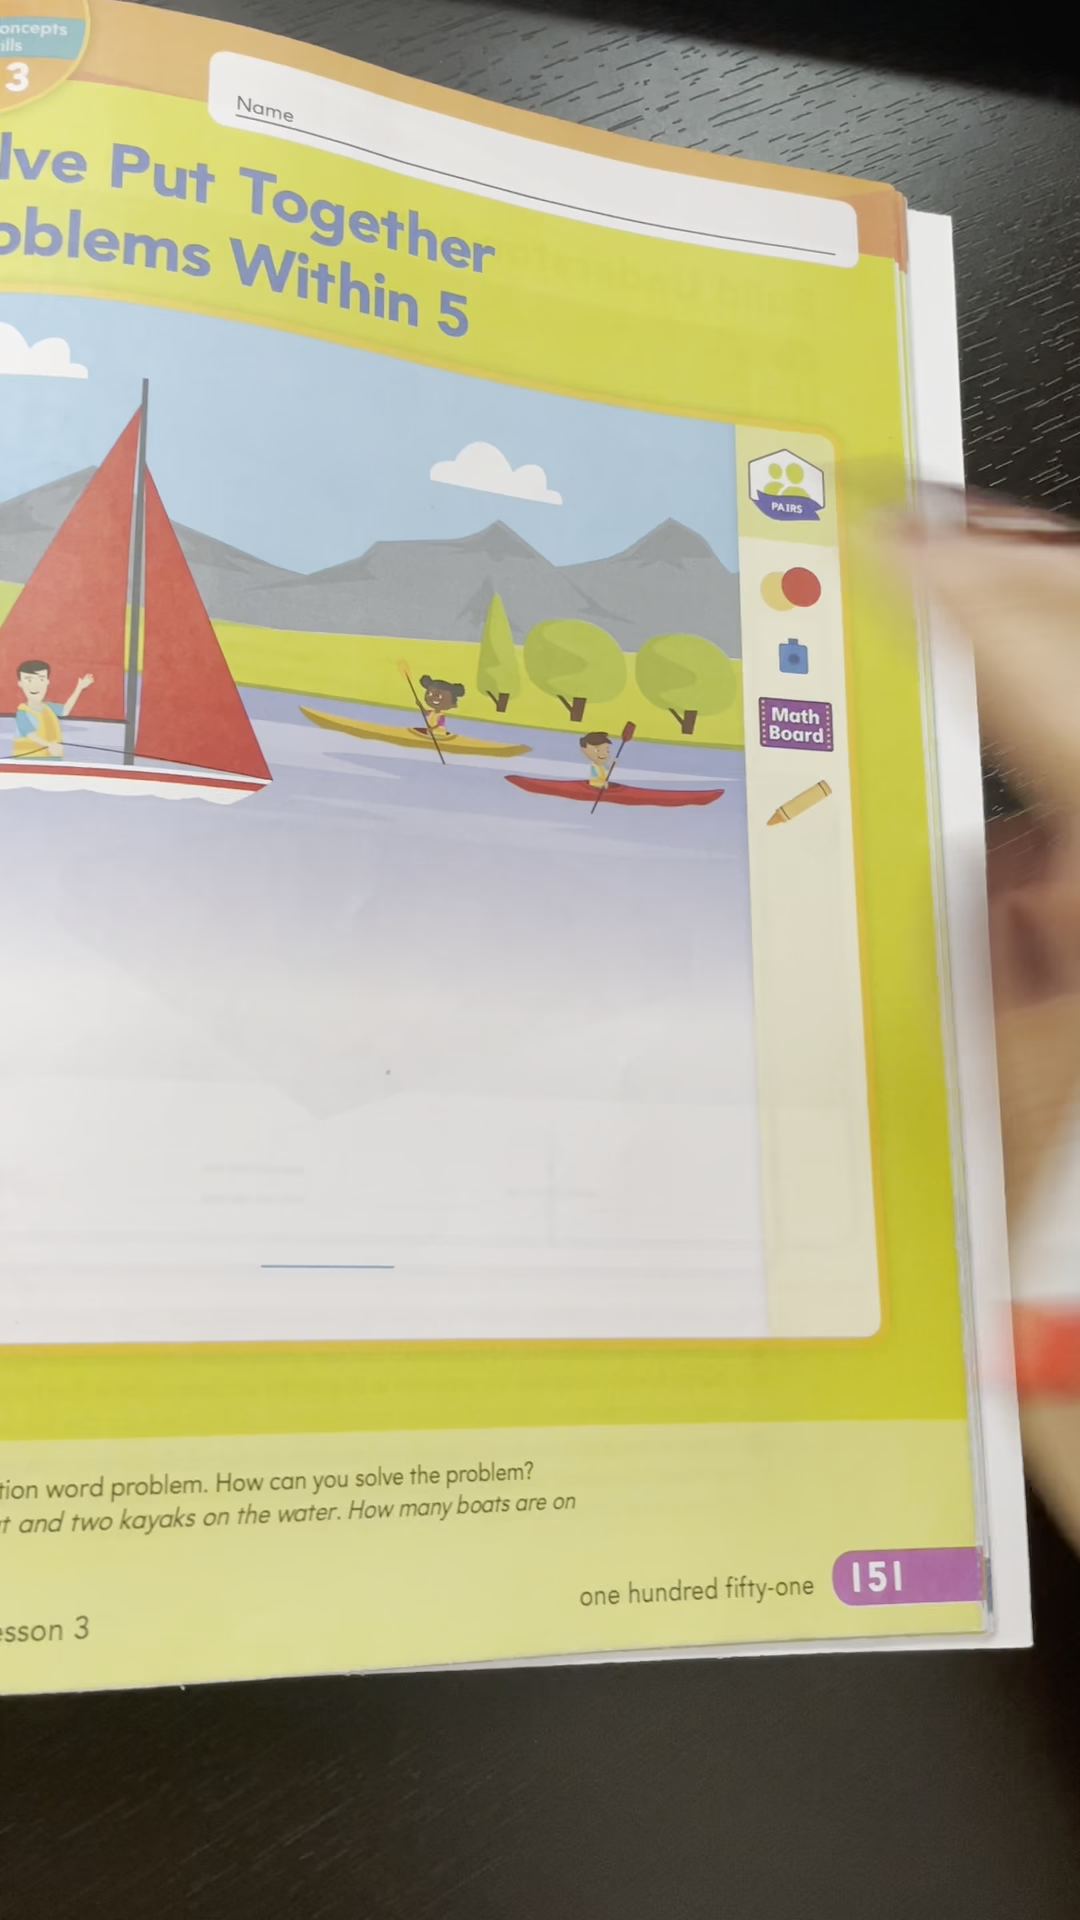 oncepts
ills
3
Name
lve Put Together
oblems Within 5
PAIRS
Math
Board
tion word problem. How can you solve the problem?
t and two kayaks on the water. How many boats are on
one hundred fifty-one 151
esson 3